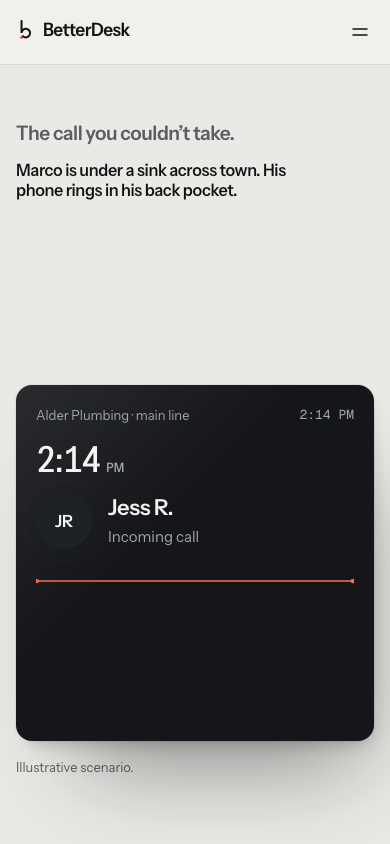 BetterDesk
The call you couldn’t take.
Marco is under a sink across town. His
phone rings in his back pocket.
Alder Plumbing · main line
2:14 PM
2:14 PM
JR
Jess R.
Incoming call
Illustrative scenario.